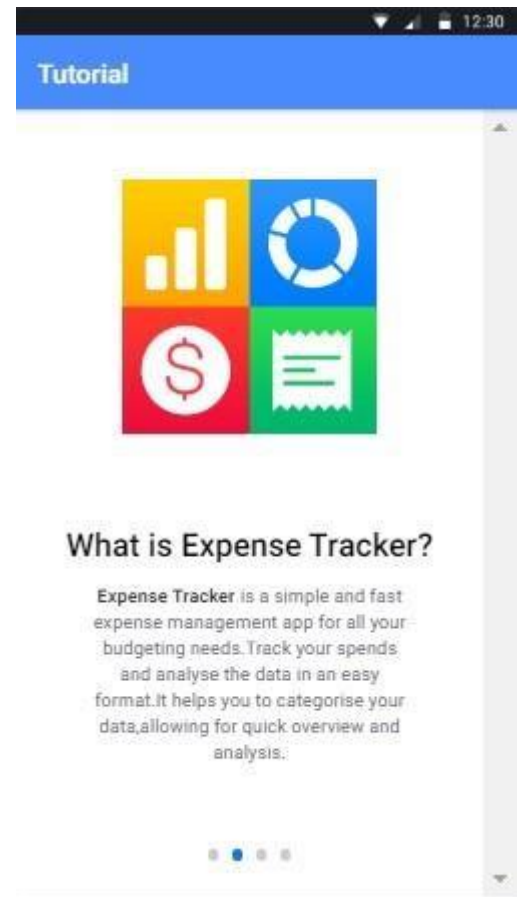 12:30
Tutorial
$
What is Expense Tracker?
Expense Tracker is a simple and fast
expense management app for all your
budgeting needs.Track your spends
and analyse the data in an easy
format.It helps you to categorise your
data,allowing for quick overview and
analysis.